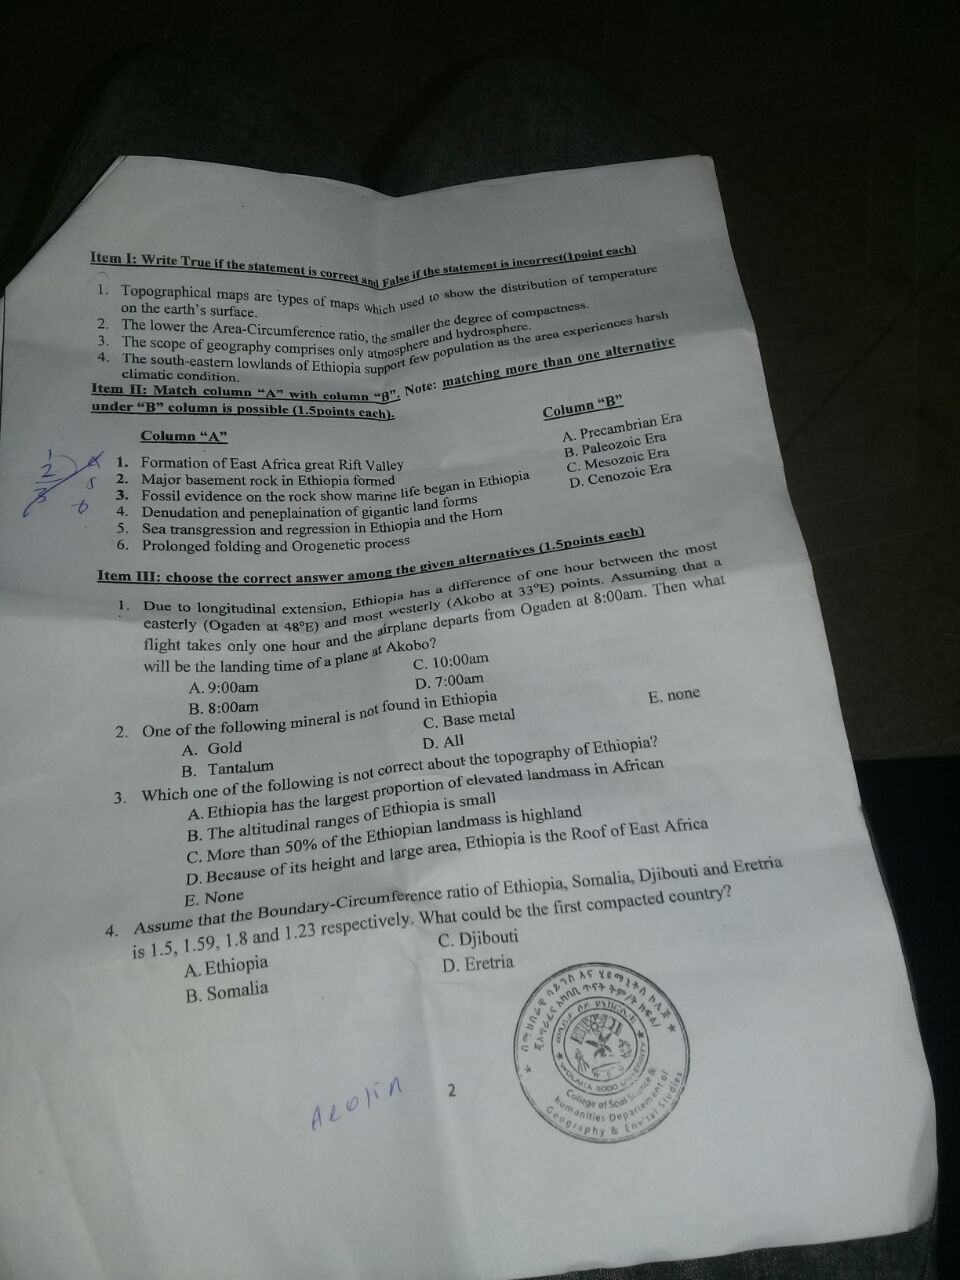 Item I: Write True if the statement is correct and False if the statement is incorrect(1point each)
1. Topographical maps are types of maps which used to show the distribution of temperature
on the earth's surface.
2. The lower the Area-Circumference ratio, the smaller the degree of compactness.
3. The scope of geography comprises only atmosphere and hydrosphere.
4. The south-eastern lowlands of Ethiopia support few population as the area experiences harsh
climatic condition.
Item II: Match column "A" with column "B". Note: matching more than one alternative
under "B" column is possible (1.5points each).
Column "A"
Column "B"
1. Formation of East Africa great Rift Valley
2. Major basement rock in Ethiopia formed
3. Fossil evidence on the rock show marine life began in Ethiopia
4. Denudation and peneplaination of gigantic land forms
5. Sea transgression and regression in Ethiopia and the Horn
6. Prolonged folding and Orogenetic process
A. Precambrian Era
B. Paleozoic Era
C. Mesozoic Era
D. Cenozoic Era
Item III: choose the correct answer among the given alternatives (1.5points each)
1. Due to longitudinal extension, Ethiopia has a difference of one hour between the most
easterly (Ogaden at 48°E) and most westerly (Akobo at 33°E) points. Assuming that a
flight takes only one hour and the airplane departs from Ogaden at 8:00am. Then what
will be the landing time of a plane at Akobo?
A. 9:00am
B. 8:00am
C. 10:00am
D. 7:00am
2. One of the following mineral is not found in Ethiopia
A. Gold
B. Tantalum
C. Base metal
D. All
E. none
3. Which one of the following is not correct about the topography of Ethiopia?
A. Ethiopia has the largest proportion of elevated landmass in African
B. The altitudinal ranges of Ethiopia is small
C. More than 50% of the Ethiopian landmass is highland
D. Because of its height and large area, Ethiopia is the Roof of East Africa
E. None
4. Assume that the Boundary-Circumference ratio of Ethiopia, Somalia, Djibouti and Eretria
is 1.5, 1.59, 1.8 and 1.23 respectively. What could be the first compacted country?
A. Ethiopia
B. Somalia
C. Djibouti
D. Eretria
WOLAITA SODO UNIVERSITY
College of Scial Science &
humanities Departement of
Geography & Env'tal Studies
2